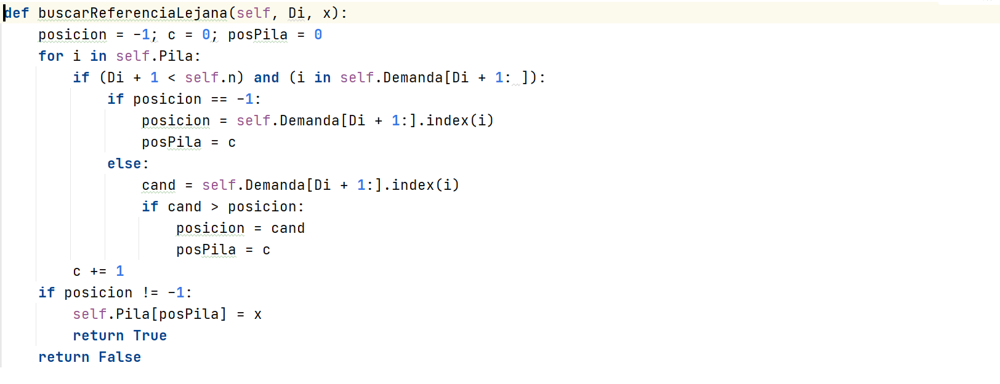 def buscarReferenciaLejana(self, Di, x):
    posicion = -1; c = 0; posPila = 0
    for i in self.Pila:
        if (Di + 1 < self.n) and (i in self.Demanda[Di + 1: ]):
            if posicion == -1:
                posicion = self.Demanda[Di + 1:].index(i)
                posPila = c
            else:
                cand = self.Demanda[Di + 1:].index(i)
                if cand > posicion:
                    posicion = cand
                    posPila = c
        c += 1
    if posicion != -1:
        self.Pila[posPila] = x
        return True
    return False